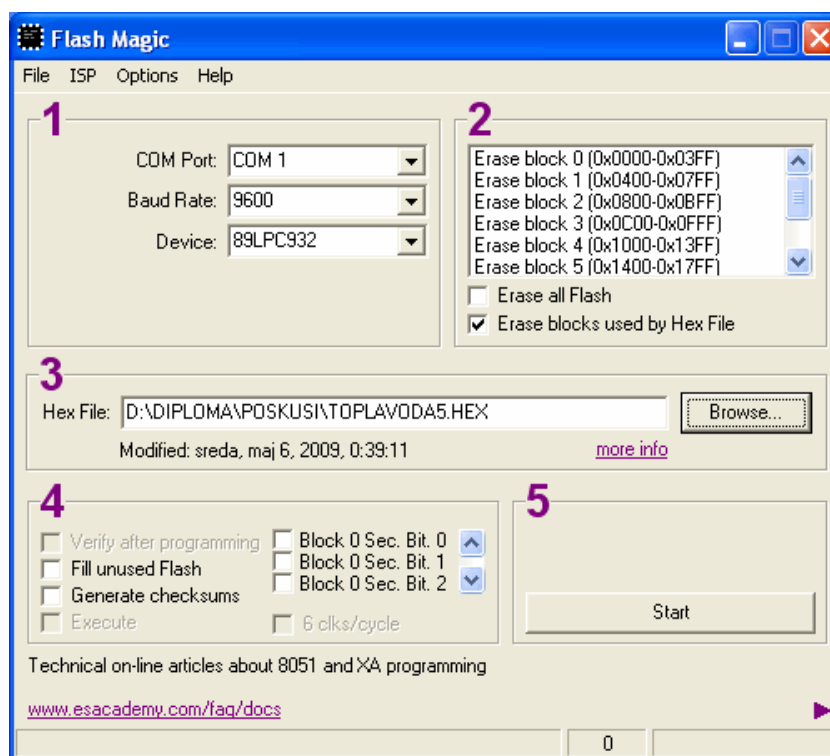 Flash Magic
File ISP Options Help
1
COM Port: COM 1
Baud Rate: 9600
Device: 89LPC932
2
Erase block 0 (0x0000-0x03FF)
Erase block 1 (0x0400-0x07FF)
Erase block 2 (0x0800-0x0BFF)
Erase block 3 (0x0C00-0x0FFF)
Erase block 4 (0x1000-0x13FF)
Erase block 5 (0x1400-0x17FF)
Erase all Flash
Erase blocks used by Hex File
3
Hex File: D:\DIPLOMA\POSKUSI\TOPLAVODA5.HEX Browse...
Modified: sreda, maj 6, 2009, 0:39:11 more info
4
Verify after programming
Fill unused Flash
Generate checksums
Execute
Block 0 Sec. Bit. 0
Block 0 Sec. Bit. 1
Block 0 Sec. Bit. 2
6 clks/cycle
5
Start
Technical on-line articles about 8051 and XA programming
www.esacademy.com/faq/docs
0